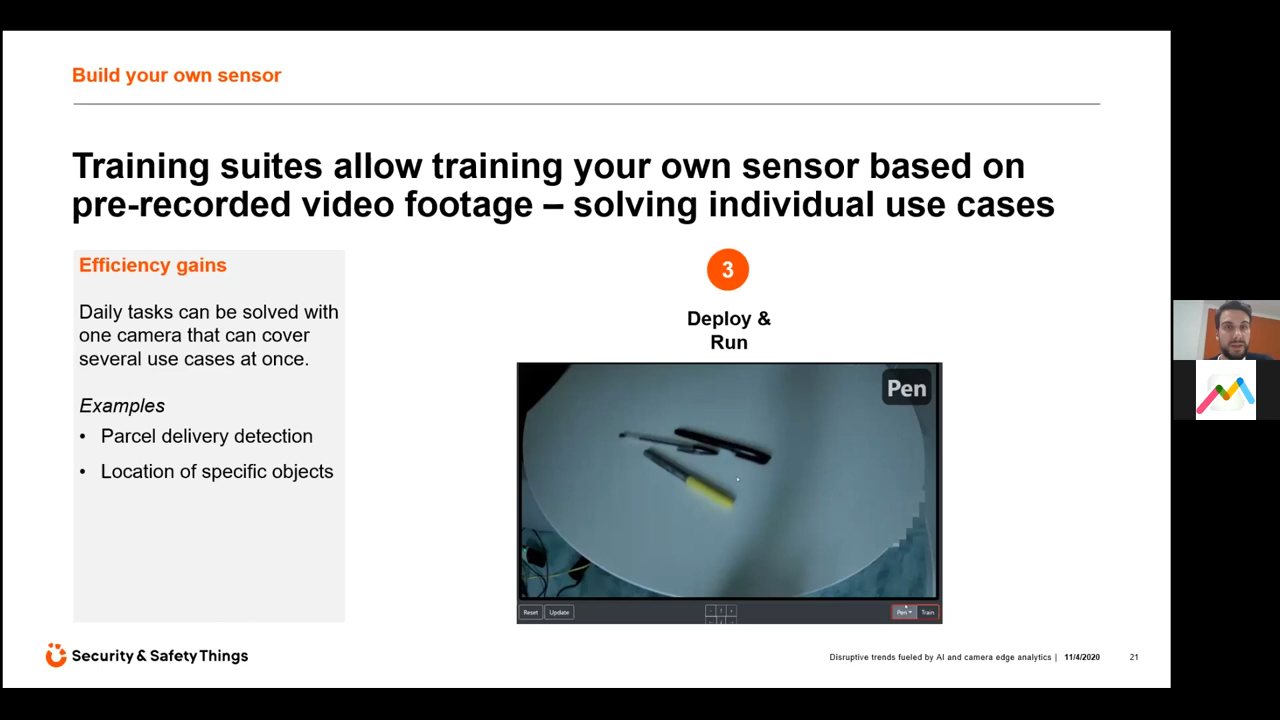 Build your own sensor
Training suites allow training your own sensor based on
pre-recorded video footage – solving individual use cases
Efficiency gains
Daily tasks can be solved with
one camera that can cover
several use cases at once.
Examples
• Parcel delivery detection
• Location of specific objects
3
Deploy &
Run
Pen
Reset Update
Pen Train
Security & Safety Things
Disruptive trends fueled by AI and camera edge analytics | 11/4/2020 21